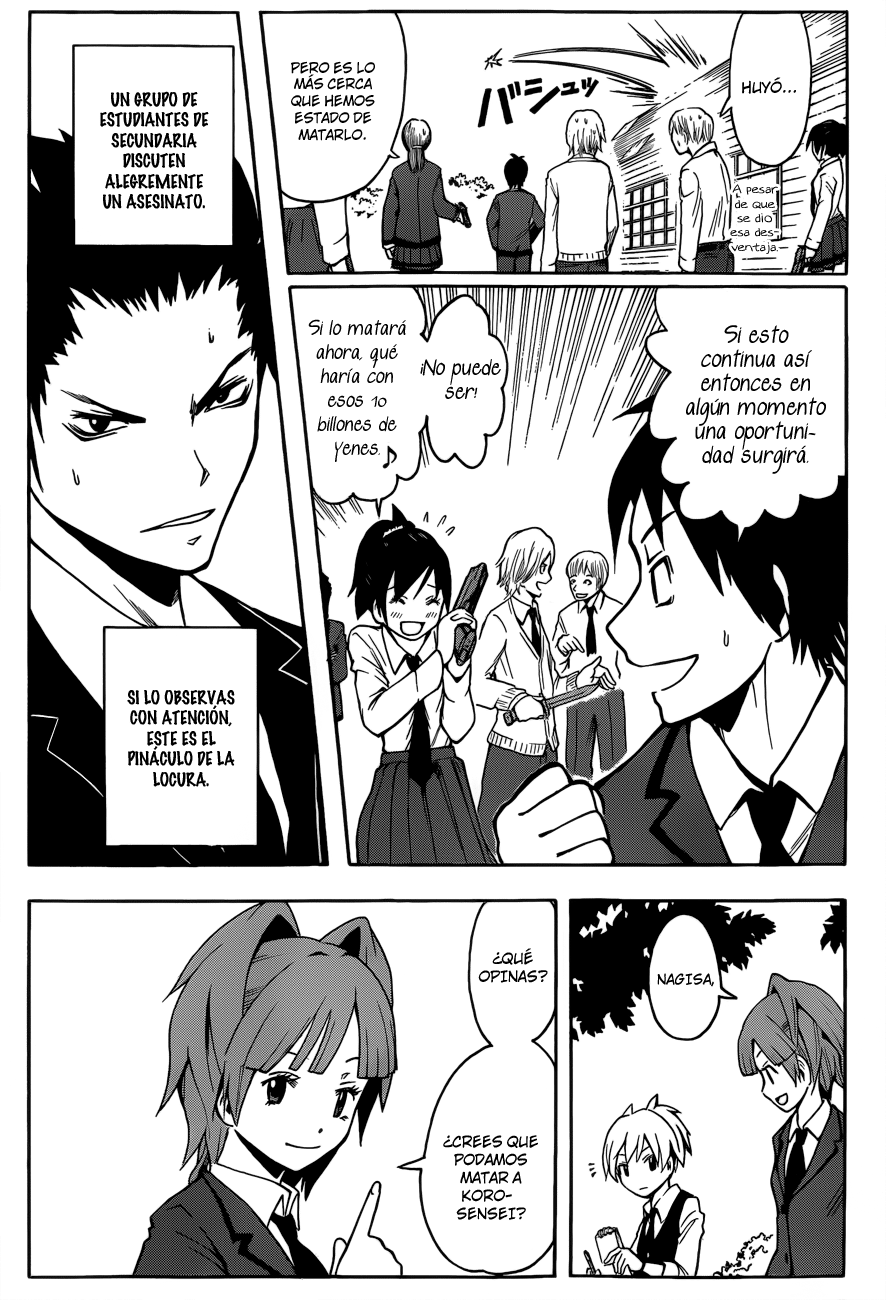 HUYÓ...
A pesar
de que
se dio
esa des-
ventaja.
バシュッ
PERO ES LO
MÁS CERCA
QUE HEMOS
ESTADO DE
MATARLO.
UN GRUPO DE
ESTUDIANTES DE
SECUNDARIA
DISCUTEN
ALEGREMENTE
UN ASESINATO.
Si esto
continua así
entonces en
algún momento
una oportuni-
dad surgirá.
¡No puede
ser!
Si lo matará
ahora, qué
haría con
esos 10
billones de
Yenes.♪
SI LO OBSERVAS
CON ATENCIÓN,
ESTE ES EL
PINÁCULO DE LA
LOCURA.
NAGISA,
¿QUÉ
OPINAS?
¿CREES QUE
PODAMOS
MATAR A
KORO-
SENSEI?